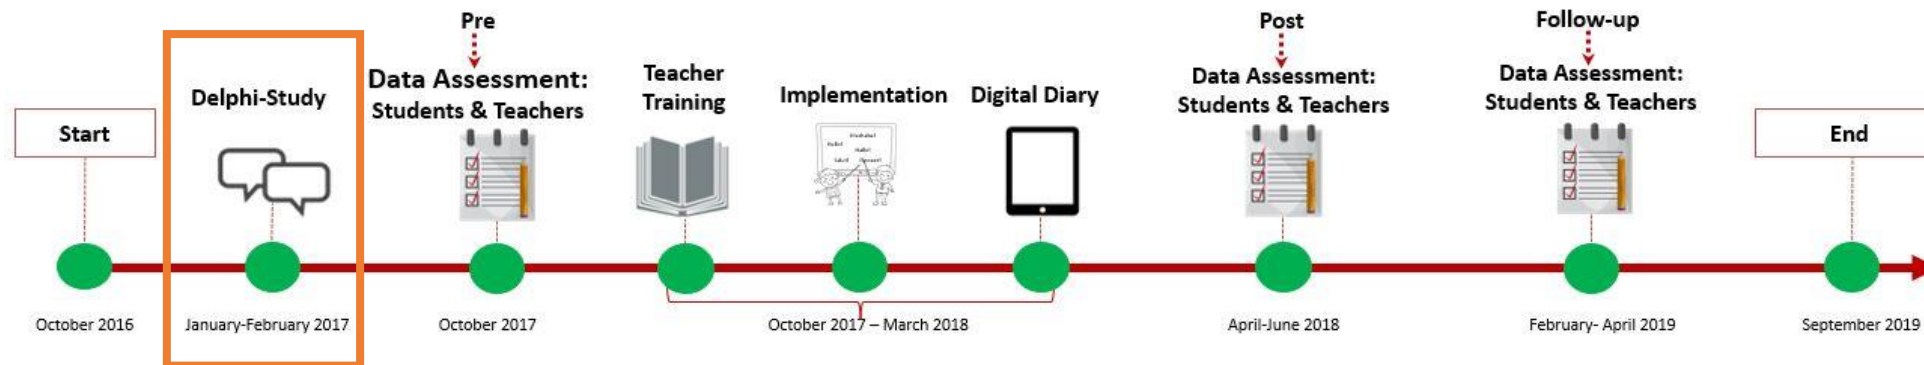 Start
October 2016
Delphi-Study
January-February 2017
Pre
Data Assessment:
Students & Teachers
October 2017
Teacher
Training
Implementation
Digital Diary
October 2017 – March 2018
Post
Data Assessment:
Students & Teachers
April-June 2018
Follow-up
Data Assessment:
Students & Teachers
February- April 2019
End
September 2019